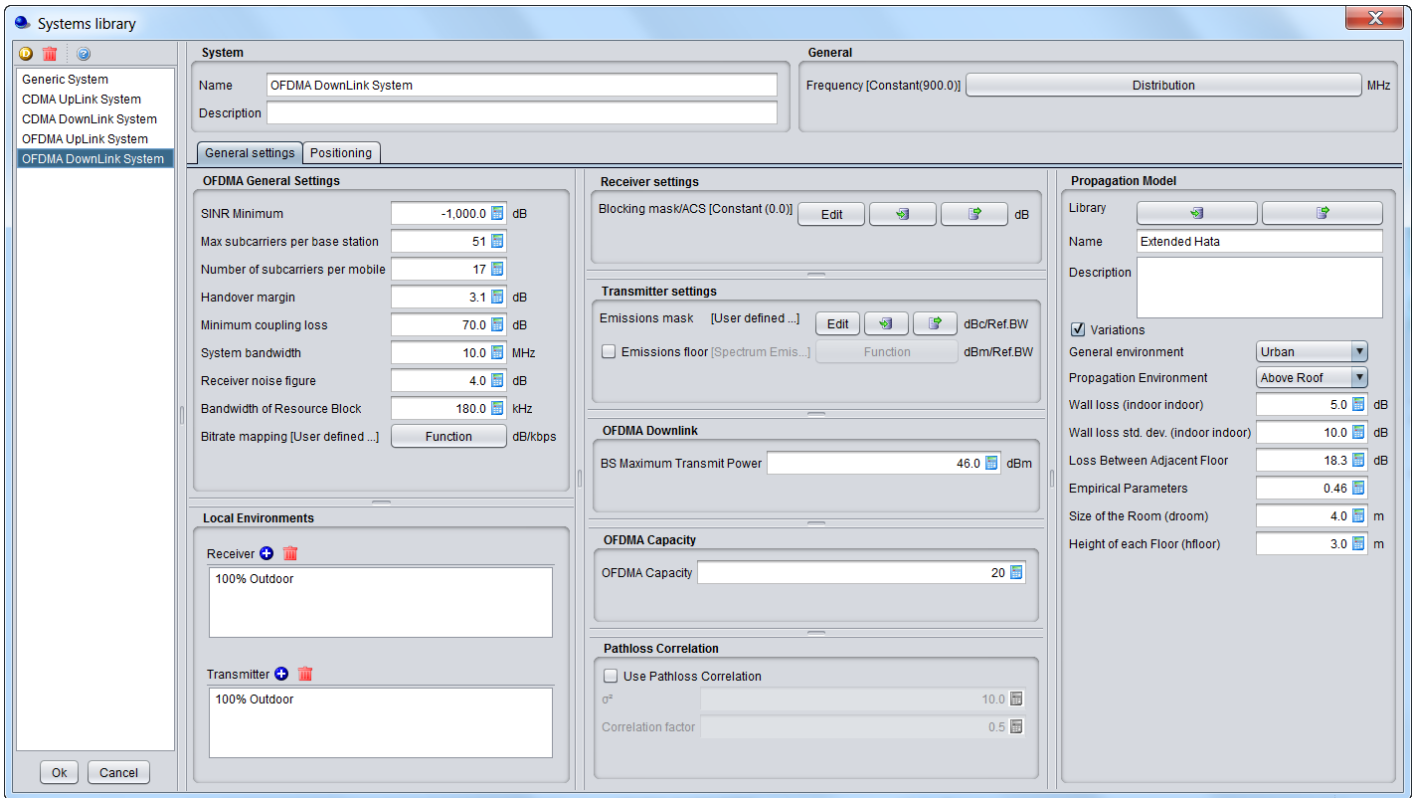 Systems library
X
Generic System
CDMA UpLink System
CDMA DownLink System
OFDMA UpLink System
OFDMA DownLink System
Ok Cancel
System
Name OFDMA DownLink System
Description
General
Frequency [Constant(900.0)] Distribution MHz
General settings Positioning
OFDMA General Settings
SINR Minimum -1,000.0 dB
Max subcarriers per base station 51
Number of subcarriers per mobile 17
Handover margin 3.1 dB
Minimum coupling loss 70.0 dB
System bandwidth 10.0 MHz
Receiver noise figure 4.0 dB
Bandwidth of Resource Block 180.0 kHz
Bitrate mapping [User defined ...] Function dB/kbps
Local Environments
Receiver
100% Outdoor
Transmitter
100% Outdoor
Receiver settings
Blocking mask/ACS [Constant (0.0)] Edit dB
Transmitter settings
Emissions mask [User defined ...] Edit dBc/Ref.BW
Emissions floor [Spectrum Emis...] Function dBm/Ref.BW
OFDMA Downlink
BS Maximum Transmit Power 46.0 dBm
OFDMA Capacity
OFDMA Capacity 20
Pathloss Correlation
Use Pathloss Correlation
σ² 10.0
Correlation factor 0.5
Propagation Model
Library
Name Extended Hata
Description
Variations
General environment Urban
Propagation Environment Above Roof
Wall loss (indoor indoor) 5.0 dB
Wall loss std. dev. (indoor indoor) 10.0 dB
Loss Between Adjacent Floor 18.3 dB
Empirical Parameters 0.46
Size of the Room (droom) 4.0 m
Height of each Floor (hfloor) 3.0 m